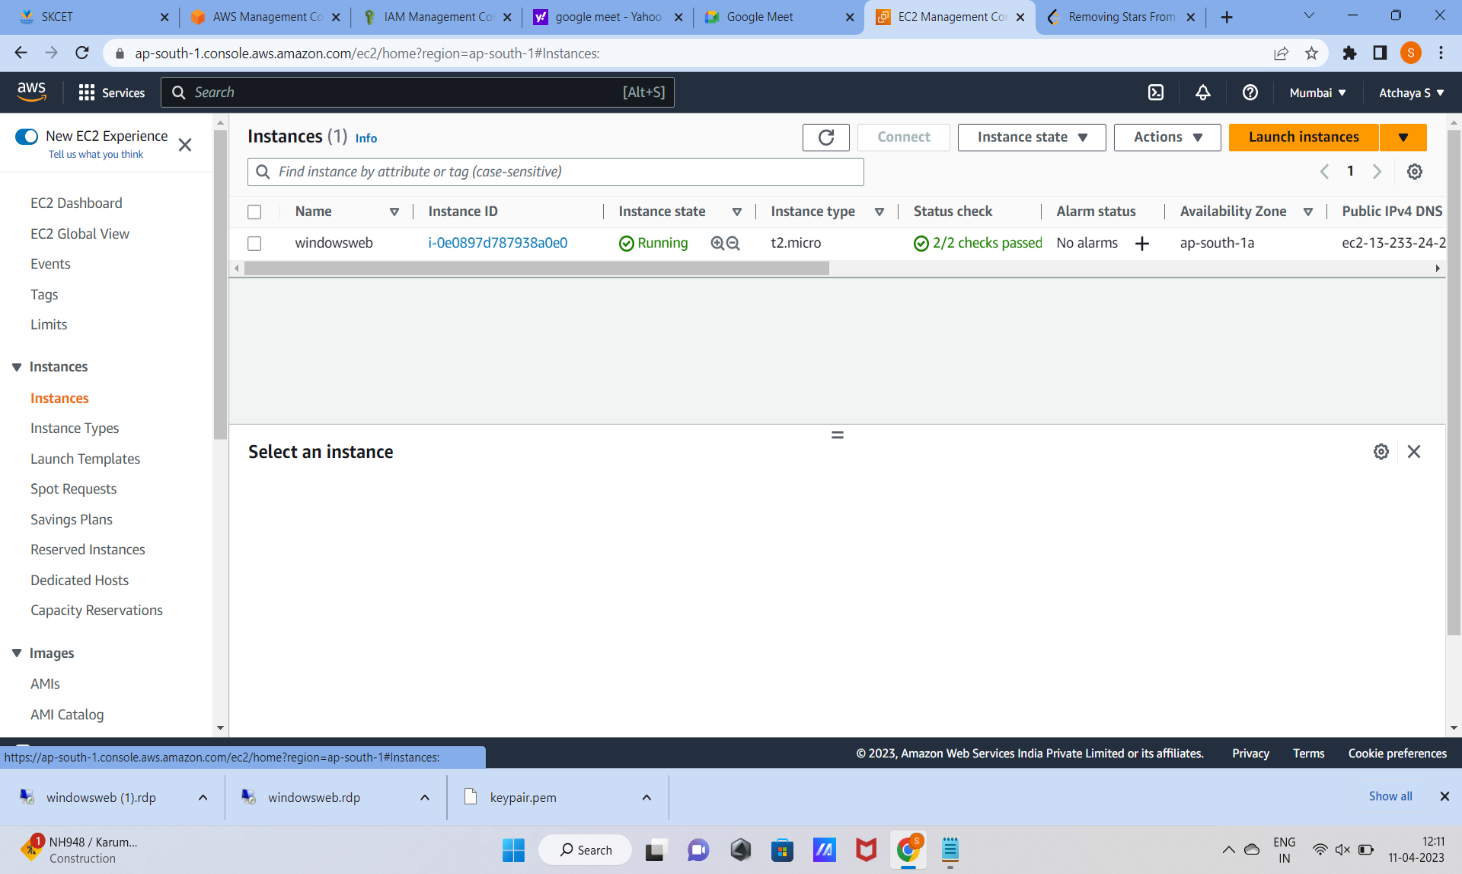 SKCET
AWS Management Co
IAM Management Co
google meet - Yahoo
Google Meet
EC2 Management Co
Removing Stars From
ap-south-1.console.aws.amazon.com/ec2/home?region=ap-south-1#Instances:
S
aws
Services
Search
[Alt+S]
Mumbai
Atchaya S
New EC2 Experience
Tell us what you think
EC2 Dashboard
EC2 Global View
Events
Tags
Limits
Instances
Instances
Instance Types
Launch Templates
Spot Requests
Savings Plans
Reserved Instances
Dedicated Hosts
Capacity Reservations
Images
AMIs
AMI Catalog
Instances (1) Info
Connect
Instance state
Actions
Launch instances
Find instance by attribute or tag (case-sensitive)
1
Name Instance ID Instance state Instance type Status check Alarm status Availability Zone Public IPv4 DNS
windowsweb i-0e0897d787938a0e0 Running t2.micro 2/2 checks passed No alarms + ap-south-1a ec2-13-233-24-2
Select an instance
https://ap-south-1.console.aws.amazon.com/ec2/home?region=ap-south-1#Instances:
© 2023, Amazon Web Services India Private Limited or its affiliates.
Privacy
Terms
Cookie preferences
windowsweb (1).rdp
windowsweb.rdp
keypair.pem
Show all
1
NH948 / Karum...
Construction
Search
S
ENG
IN
12:11
11-04-2023